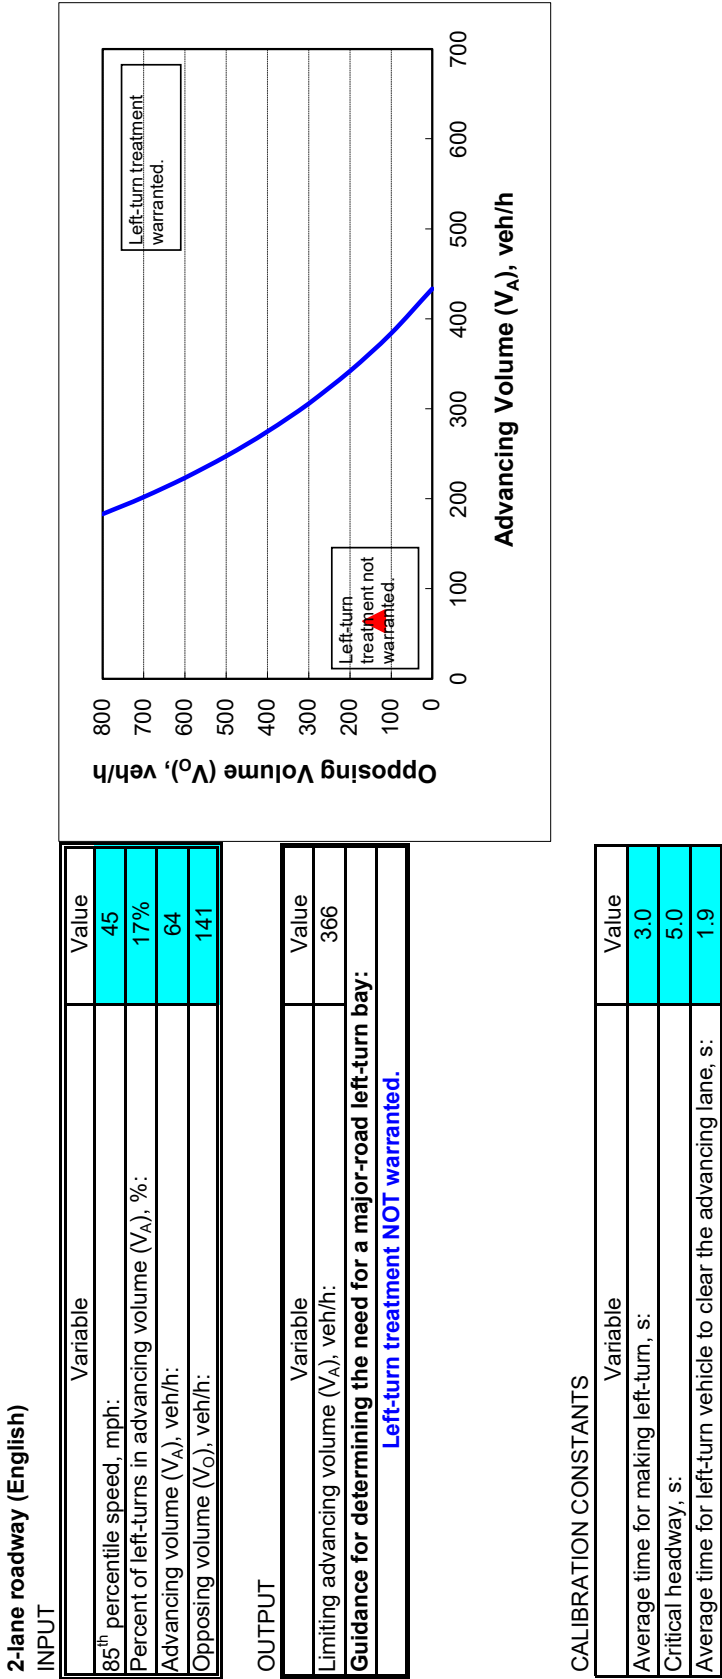 2-lane roadway (English)
INPUT
Variable Value
85th percentile speed, mph: 45
Percent of left-turns in advancing volume (VA), %: 17%
Advancing volume (VA), veh/h: 64
Opposing volume (VO), veh/h: 141
OUTPUT
Variable Value
Limiting advancing volume (VA), veh/h: 366
Guidance for determining the need for a major-road left-turn bay:
Left-turn treatment NOT warranted.
CALIBRATION CONSTANTS
Variable Value
Average time for making left-turn, s: 3.0
Critical headway, s: 5.0
Average time for left-turn vehicle to clear the advancing lane, s: 1.9
Opposing Volume (VO), veh/h
800
700
600
500
400
300
200
100
0
Left-turn treatment
warranted.
Left-turn
treatment not
warranted.
0 100 200 300 400 500 600 700
Advancing Volume (VA), veh/h